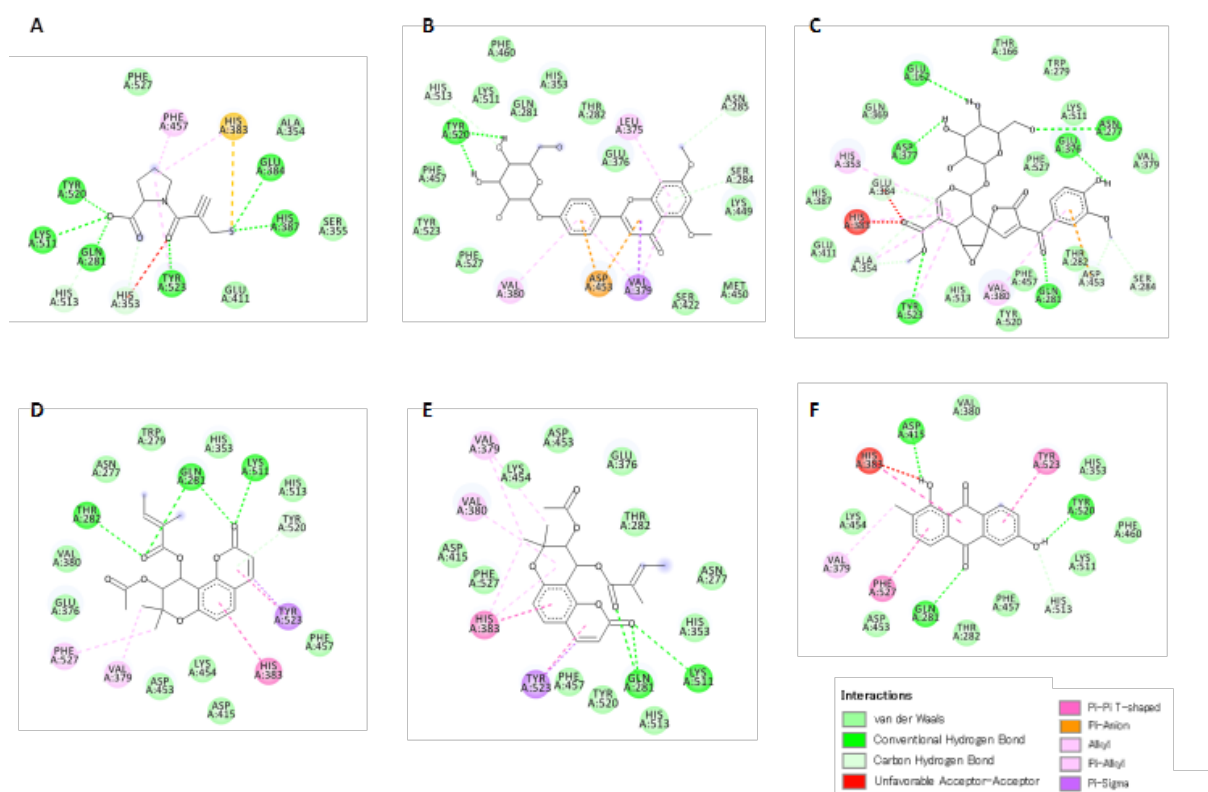 A
PHE
A:527
PHE
A:457
HIS
A:383
ALA
A:354
GLU
A:384
TYR
A:520
HIS
A:387
SER
A:355
LYS
A:511
GLN
A:281
TYR
A:523
GLU
A:411
HIS
A:513
HIS
A:353
N
O
O
B
PHE
A:460
HIS
A:353
HIS
A:513
LYS
A:511
GLN
A:281
THR
A:282
ASN
A:285
LEU
A:375
TYR
A:520
GLU
A:376
PHE
A:457
SER
A:284
LYS
A:449
TYR
A:523
PHE
A:527
VAL
A:380
ASP
A:453
VAL
A:379
SER
A:422
MET
A:450
C
THR
A:166
GLU
A:162
TRP
A:279
GLN
A:369
LYS
A:511
ASN
A:277
ASP
A:377
GLU
A:376
HIS
A:353
PHE
A:527
VAL
A:379
HIS
A:387
GLU
A:384
HIS
A:383
GLU
A:411
ALA
A:354
THR
A:282
PHE
A:457
ASP
A:453
SER
A:284
HIS
A:513
VAL
A:380
GLN
A:281
TYR
A:523
TYR
A:520
D
TRP
A:279
HIS
A:353
ASN
A:277
GLN
A:281
LYS
A:511
HIS
A:513
THR
A:282
TYR
A:520
VAL
A:380
GLU
A:376
TYR
A:523
PHE
A:527
VAL
A:379
ASP
A:453
LYS
A:454
HIS
A:383
PHE
A:457
ASP
A:415
E
VAL
A:379
ASP
A:453
GLU
A:376
LYS
A:454
VAL
A:380
THR
A:282
ASP
A:415
PHE
A:527
ASN
A:277
HIS
A:383
HIS
A:353
TYR
A:523
PHE
A:457
TYR
A:520
GLN
A:281
LYS
A:511
HIS
A:513
F
VAL
A:380
ASP
A:415
HIS
A:383
TYR
A:523
HIS
A:353
LYS
A:454
TYR
A:520
PHE
A:460
VAL
A:379
PHE
A:527
LYS
A:511
GLN
A:281
PHE
A:457
HIS
A:513
ASP
A:453
THR
A:282
Interactions
van der Waals
Conventional Hydrogen Bond
Carbon Hydrogen Bond
Unfavorable Acceptor-Acceptor
Pi-Pi T-shaped
Pi-Anion
Alkyl
Pi-Alkyl
Pi-Sigma